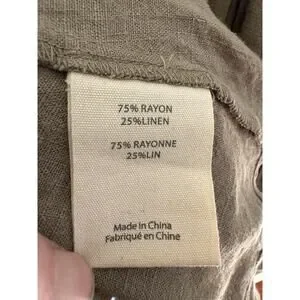 75% RAYON
25%LINEN
75% RAYONNE
25%LIN
Made in China
Fabriqué en Chine